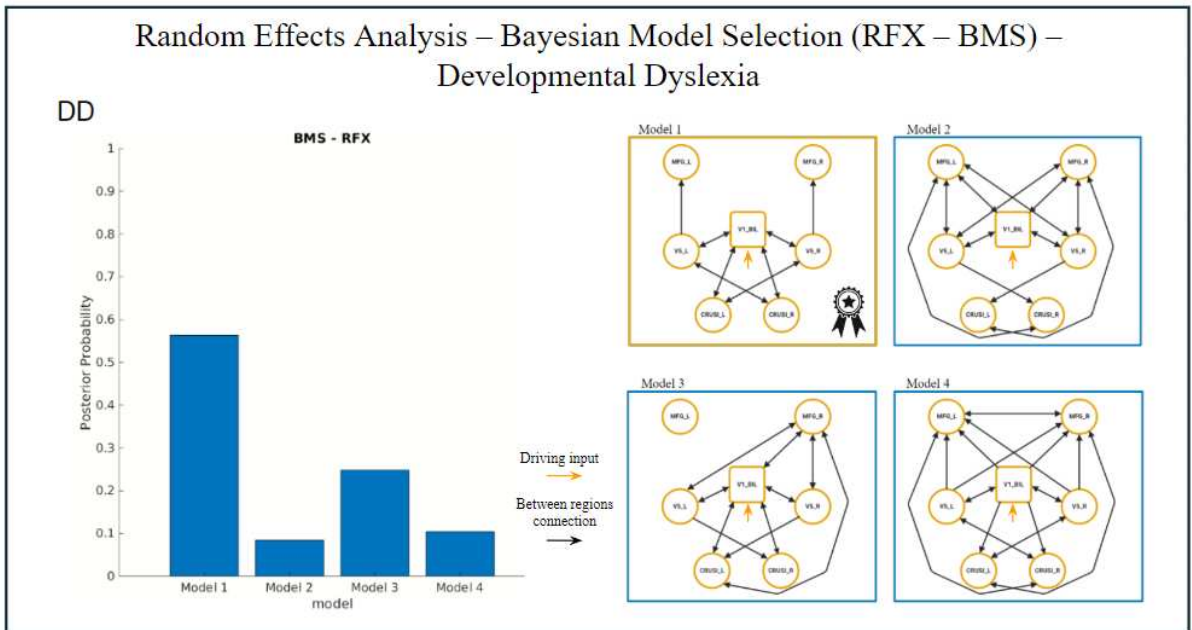 Random Effects Analysis – Bayesian Model Selection (RFX – BMS) –
Developmental Dyslexia
DD
BMS - RFX
Posterior Probability
1
0.9
0.8
0.7
0.6
0.5
0.4
0.3
0.2
0.1
0
Model 1
Model 2
Model 3
Model 4
model
Driving input
Between regions
connection
Model 1
MFG_L
MFG_R
V1_BIL
V5_L
V5_R
CRUSI_L
CRUSI_R
Model 2
MFG_L
MFG_R
V1_BIL
V5_L
V5_R
CRUSI_L
CRUSI_R
Model 3
MFG_L
MFG_R
V1_BIL
V5_L
V5_R
CRUSI_L
CRUSI_R
Model 4
MFG_L
MFG_R
V1_BIL
V5_L
V5_R
CRUSI_L
CRUSI_R